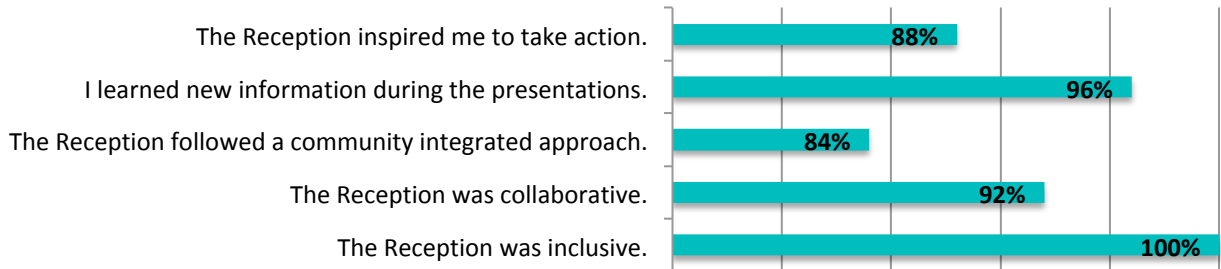 The Reception inspired me to take action. 88%
I learned new information during the presentations. 96%
The Reception followed a community integrated approach. 84%
The Reception was collaborative. 92%
The Reception was inclusive. 100%